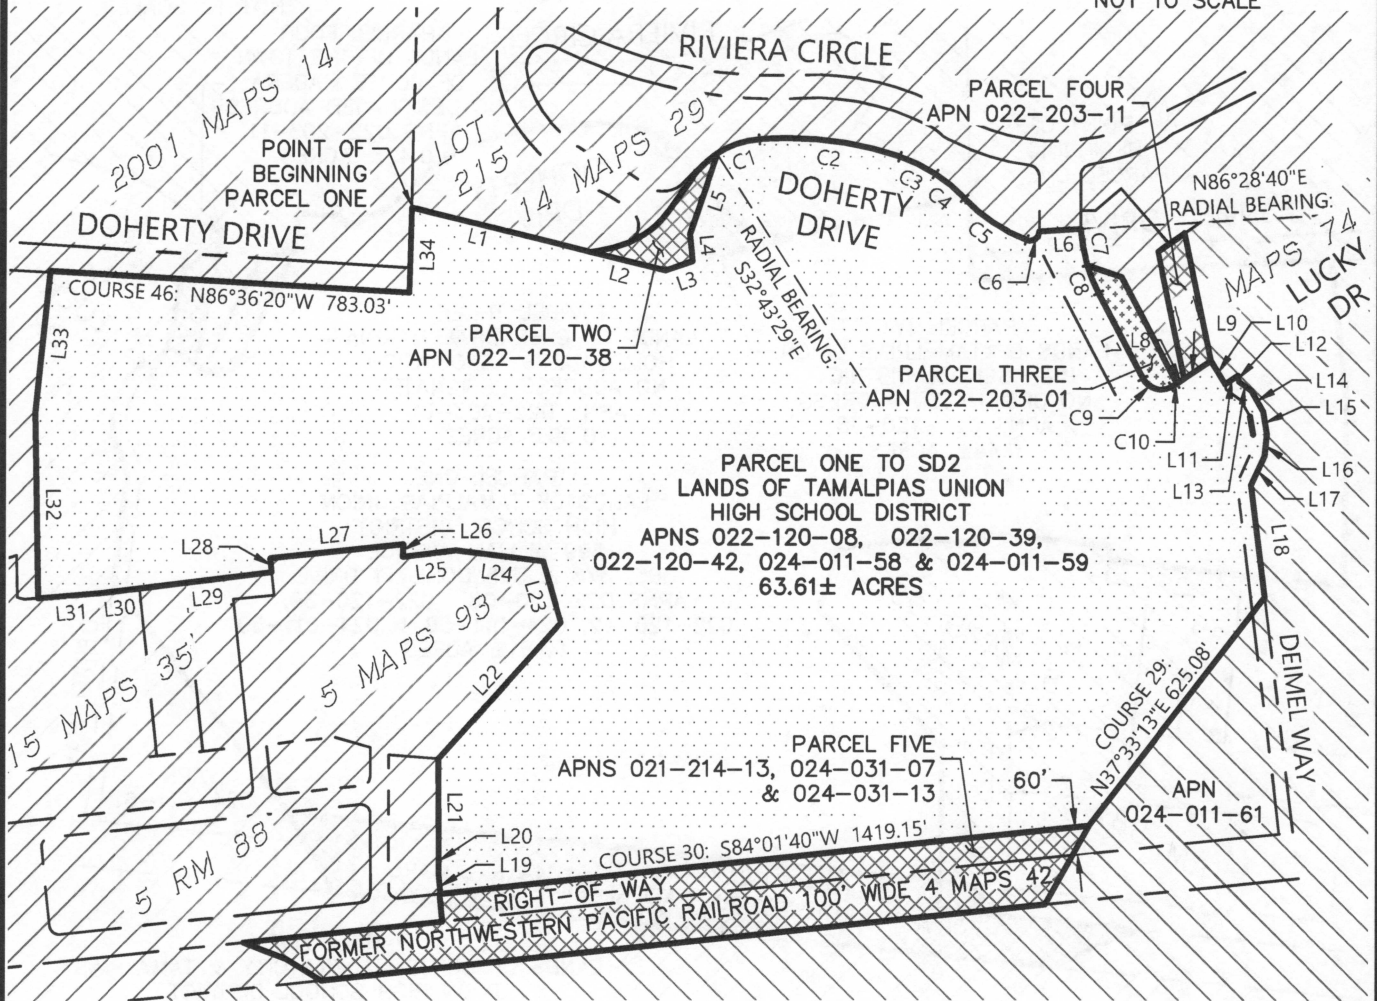 NOT TO SCALE
RIVIERA CIRCLE
2001 MAPS 14
LOT
215
14 MAPS 29
PARCEL FOUR
APN 022-203-11
POINT OF
BEGINNING
PARCEL ONE
DOHERTY DRIVE
DOHERTY
DRIVE
N86°28'40"E
RADIAL BEARING:
MAPS 74
LUCKY
DR
C1
C2
C3
C4
C5
C6
L6
C7
C8
L1
L2
L3
L4
L5
L34
RADIAL BEARING:
S32°43'29"E
COURSE 46: N86°36'20"W 783.03'
L33
PARCEL TWO
APN 022-120-38
PARCEL THREE
APN 022-203-01
L7
L8
L9
L10
L12
L14
L15
L16
L17
L18
C9
C10
L11
L13
PARCEL ONE TO SD2
LANDS OF TAMALPIAS UNION
HIGH SCHOOL DISTRICT
APNS 022-120-08, 022-120-39,
022-120-42, 024-011-58 & 024-011-59
63.61± ACRES
L32
L28
L27
L26
L25
L24
L23
L31
L30
L29
L22
15 MAPS 35'
5 MAPS 93
5 RM 88'
L21
L20
L19
PARCEL FIVE
APNS 021-214-13, 024-031-07
& 024-031-13
60'
COURSE 29:
N37°33'13"E 625.08'
DEIMEL WAY
APN
024-011-61
COURSE 30: S84°01'40"W 1419.15'
RIGHT-OF-WAY
FORMER NORTHWESTERN PACIFIC RAILROAD 100' WIDE 4 MAPS 42